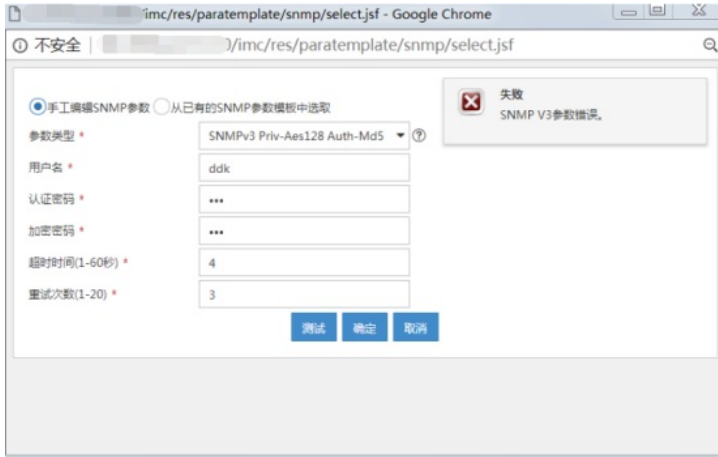 /imc/res/paratemplate/snmp/select.jsf - Google Chrome
不安全 | )/imc/res/paratemplate/snmp/select.jsf
手工编辑SNMP参数 从已有的SNMP参数模板中选取
失败
SNMP V3参数错误。
参数类型 * SNMPv3 Priv-Aes128 Auth-Md5
用户名 * ddk
认证密码 * •••
加密密码 * •••
超时时间(1-60秒) * 4
重试次数(1-20) * 3
测试 确定 取消